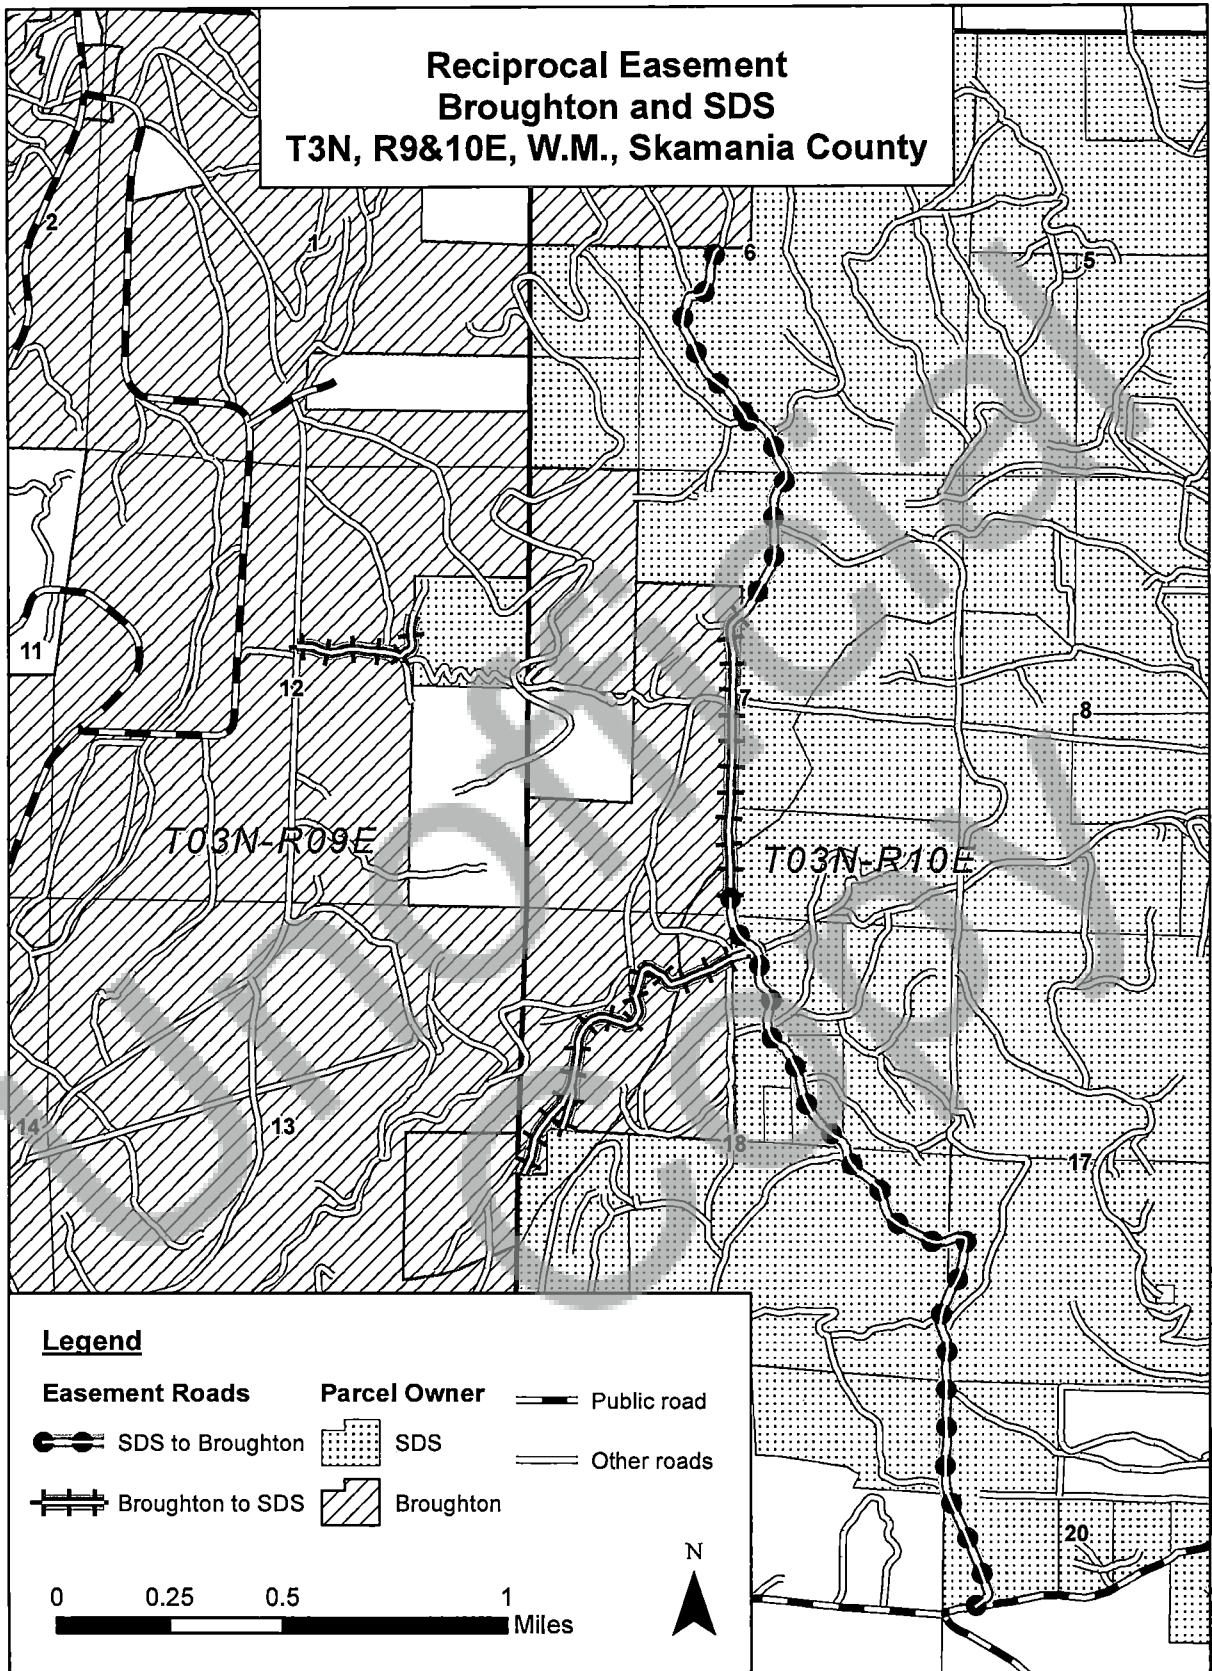 Reciprocal Easement
Broughton and SDS
T3N, R9&10E, W.M., Skamania County
2
1
6
5
11
12
7
8
T03N-R09E
T03N-R10E
14
13
18
17
20
Unofficial
Copy
Legend
Easement Roads
SDS to Broughton
Broughton to SDS
Parcel Owner
SDS
Broughton
Public road
Other roads
N
0 0.25 0.5 1
Miles